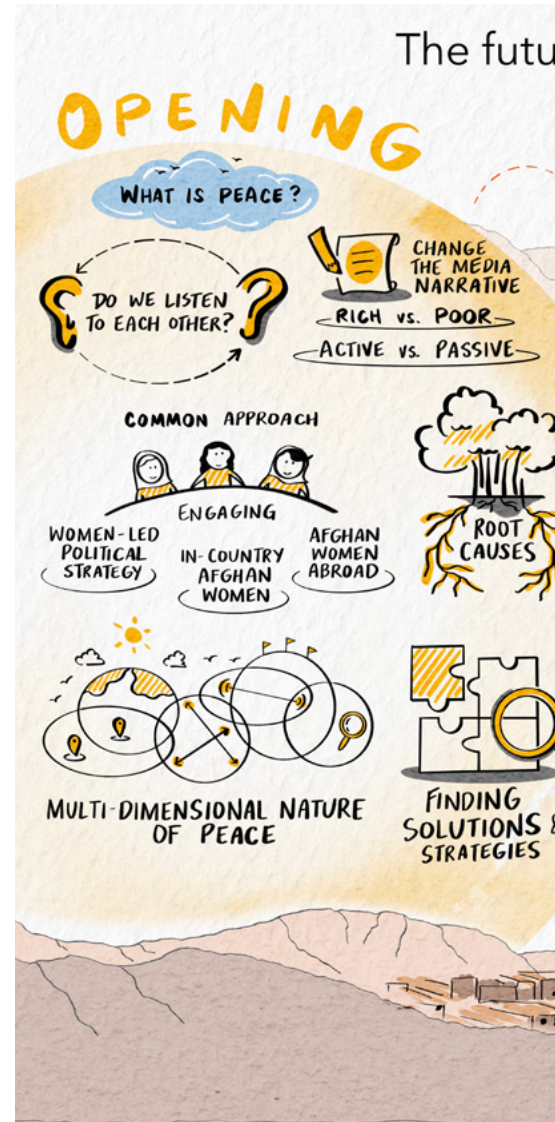 The futu
OPENING
WHAT IS PEACE?
DO WE LISTEN
TO EACH OTHER?
CHANGE
THE MEDIA
NARRATIVE
RICH vs. POOR
ACTIVE vs. PASSIVE
COMMON APPROACH
ENGAGING
WOMEN-LED
POLITICAL
STRATEGY
IN-COUNTRY
AFGHAN
WOMEN
AFGHAN
WOMEN
ABROAD
ROOT
CAUSES
MULTI-DIMENSIONAL NATURE
OF PEACE
FINDING
SOLUTIONS &
STRATEGIES